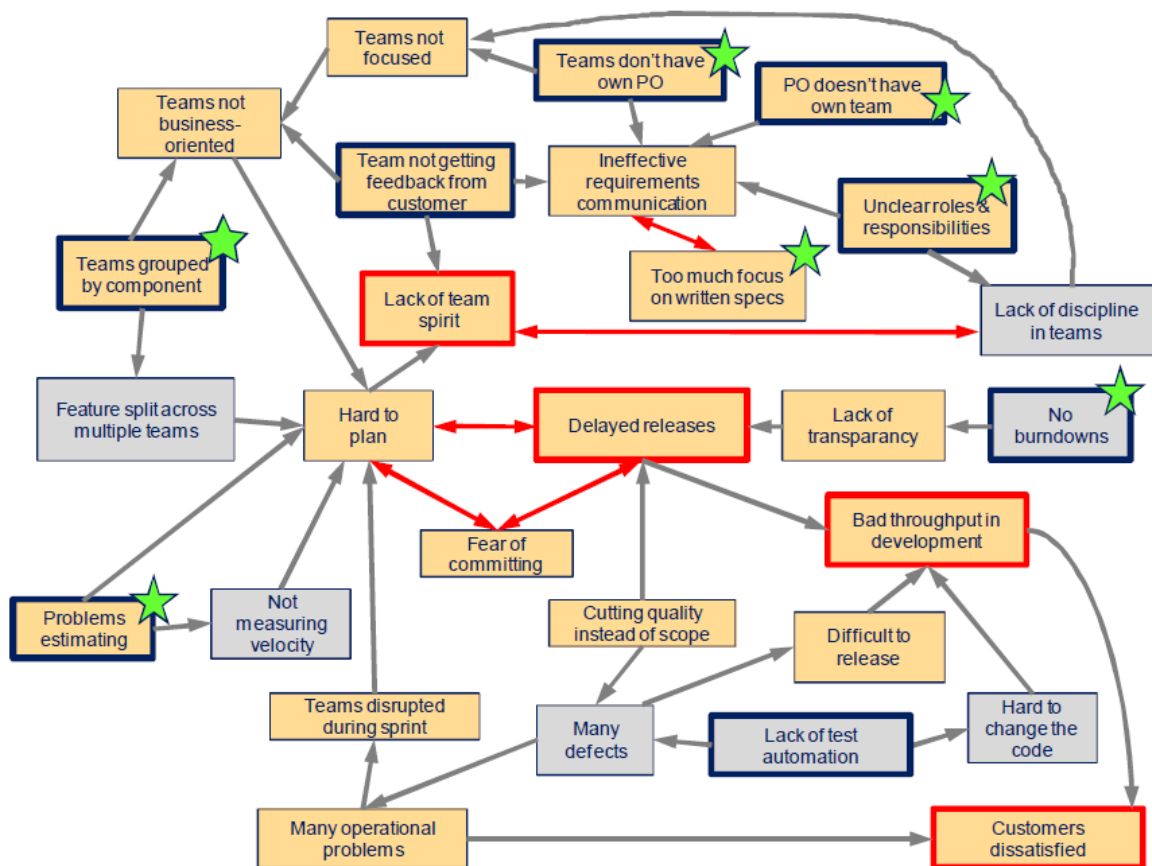 Teams not
focused
Teams don't have
own PO
PO doesn't have
own team
Teams not
business-
oriented
Team not getting
feedback from
customer
Ineffective
requirements
communication
Unclear roles &
responsibilities
Teams grouped
by component
Too much focus
on written specs
Lack of team
spirit
Lack of discipline
in teams
Feature split across
multiple teams
Hard to
plan
Delayed releases
Lack of
transparancy
No
burndowns
Bad throughput in
development
Fear of
committing
Problems
estimating
Not
measuring
velocity
Cutting quality
instead of scope
Difficult to
release
Teams disrupted
during sprint
Many
defects
Lack of test
automation
Hard to
change the
code
Many operational
problems
Customers
dissatisfied